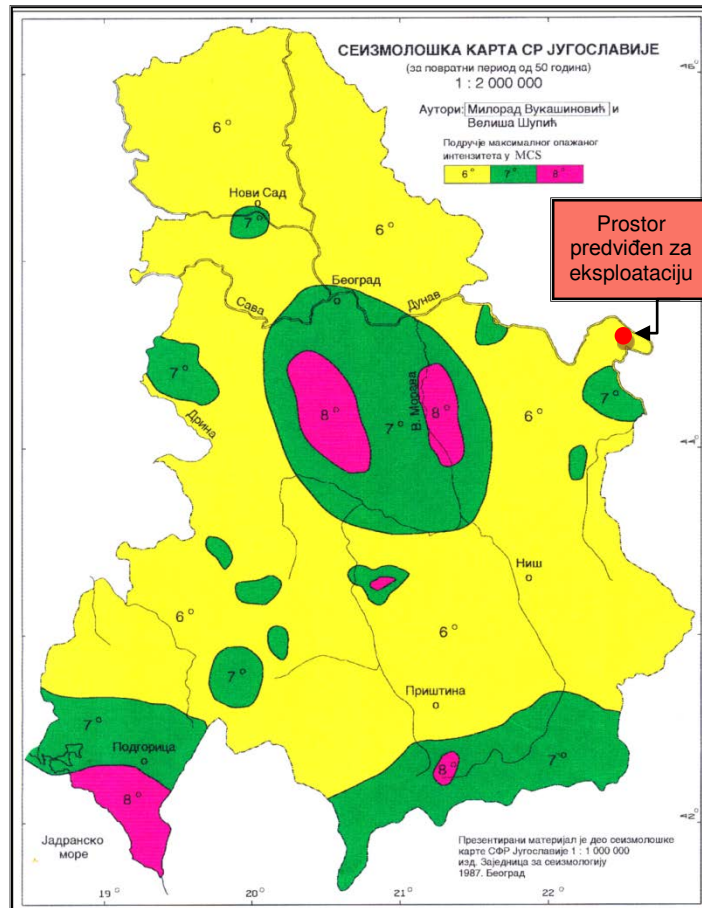 СЕИЗМОЛОШКА КАРТА СР ЈУГОСЛАВИЈЕ
(за повратни период од 50 година)
1 : 2 000 000
Аутори: Милорад Вукашиновић и
Велиша Шупић
Подручје максималног опажаног
интензитета у MCS
6° 7° 8°
46°
6°
Нови Сад
7°
6°
Prostor
predviđen za
eksploataciju
Београд
Сава
Дунав
7°
Дрина
8°
7°
В. Морава
8°
6°
7°
44°
Ниш
6°
6°
7°
Приштина
7°
Подгорица
8°
7°
8°
Јадранско
море
42°
Презентирани материјал је део сеизмолошке
карте СФР Југославије 1 : 1 000 000
изд. Заједница за сеизмологију
1987. Београд
19° 20° 21° 22°